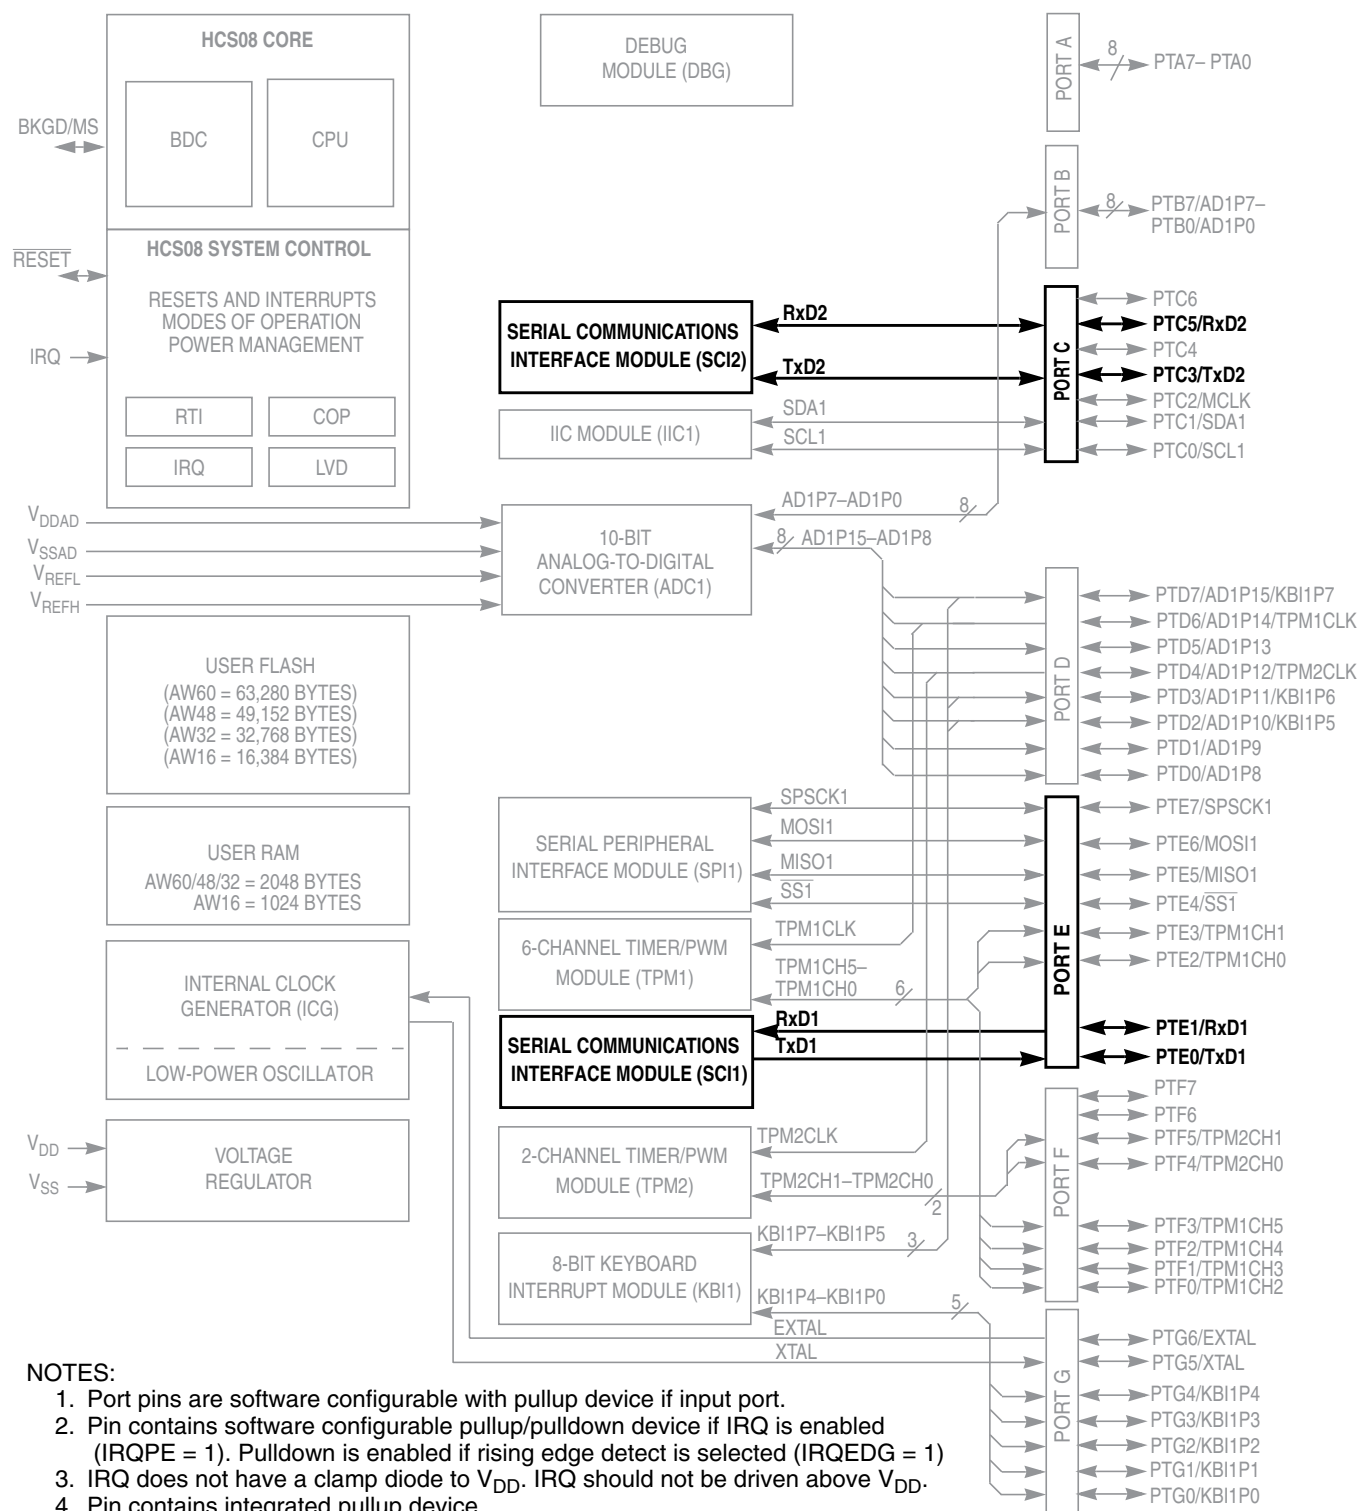 HCS08 CORE
BDC
CPU
BKGD/MS
HCS08 SYSTEM CONTROL
RESET
RESETS AND INTERRUPTS
MODES OF OPERATION
POWER MANAGEMENT
IRQ
RTI
COP
IRQ
LVD
VDDAD
VSSAD
VREFL
VREFH
USER FLASH
(AW60 = 63,280 BYTES)
(AW48 = 49,152 BYTES)
(AW32 = 32,768 BYTES)
(AW16 = 16,384 BYTES)
USER RAM
AW60/48/32 = 2048 BYTES
AW16 = 1024 BYTES
INTERNAL CLOCK
GENERATOR (ICG)
LOW-POWER OSCILLATOR
VDD
VSS
VOLTAGE
REGULATOR
DEBUG
MODULE (DBG)
SERIAL COMMUNICATIONS
INTERFACE MODULE (SCI2)
RxD2
TxD2
IIC MODULE (IIC1)
SDA1
SCL1
10-BIT
ANALOG-TO-DIGITAL
CONVERTER (ADC1)
AD1P7–AD1P0
8
8
AD1P15–AD1P8
SERIAL PERIPHERAL
INTERFACE MODULE (SPI1)
SPSCK1
MOSI1
MISO1
SS1
6-CHANNEL TIMER/PWM
MODULE (TPM1)
TPM1CLK
TPM1CH5–
TPM1CH0
6
SERIAL COMMUNICATIONS
INTERFACE MODULE (SCI1)
RxD1
TxD1
2-CHANNEL TIMER/PWM
MODULE (TPM2)
TPM2CLK
TPM2CH1–TPM2CH0
2
8-BIT KEYBOARD
INTERRUPT MODULE (KBI1)
KBI1P7–KBI1P5
3
KBI1P4–KBI1P0
5
EXTAL
XTAL
PORT A
8
PTA7– PTA0
PORT B
8
PTB7/AD1P7–
PTB0/AD1P0
PORT C
PTC6
PTC5/RxD2
PTC4
PTC3/TxD2
PTC2/MCLK
PTC1/SDA1
PTC0/SCL1
PORT D
PTD7/AD1P15/KBI1P7
PTD6/AD1P14/TPM1CLK
PTD5/AD1P13
PTD4/AD1P12/TPM2CLK
PTD3/AD1P11/KBI1P6
PTD2/AD1P10/KBI1P5
PTD1/AD1P9
PTD0/AD1P8
PORT E
PTE7/SPSCK1
PTE6/MOSI1
PTE5/MISO1
PTE4/SS1
PTE3/TPM1CH1
PTE2/TPM1CH0
PTE1/RxD1
PTE0/TxD1
PORT F
PTF7
PTF6
PTF5/TPM2CH1
PTF4/TPM2CH0
PTF3/TPM1CH5
PTF2/TPM1CH4
PTF1/TPM1CH3
PTF0/TPM1CH2
PORT G
PTG6/EXTAL
PTG5/XTAL
PTG4/KBI1P4
PTG3/KBI1P3
PTG2/KBI1P2
PTG1/KBI1P1
PTG0/KBI1P0
NOTES:
1. Port pins are software configurable with pullup device if input port.
2. Pin contains software configurable pullup/pulldown device if IRQ is enabled
(IRQPE = 1). Pulldown is enabled if rising edge detect is selected (IRQEDG = 1)
3. IRQ does not have a clamp diode to VDD. IRQ should not be driven above VDD.
4. Pin contains integrated pullup device.